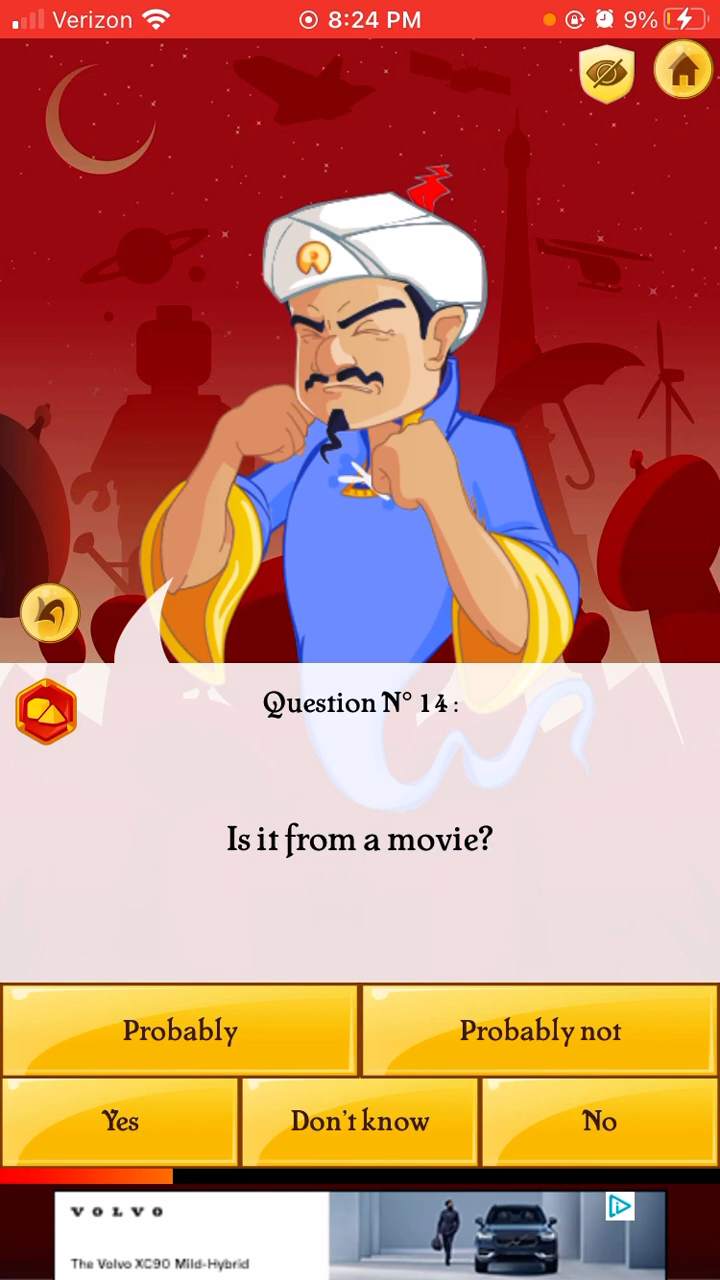 Verizon 8:24 PM 9%
Question N° 14 :
Is it from a movie?
Probably Probably not
Yes Don't know No
VOLVO
The Volvo XC90 Mild-Hybrid